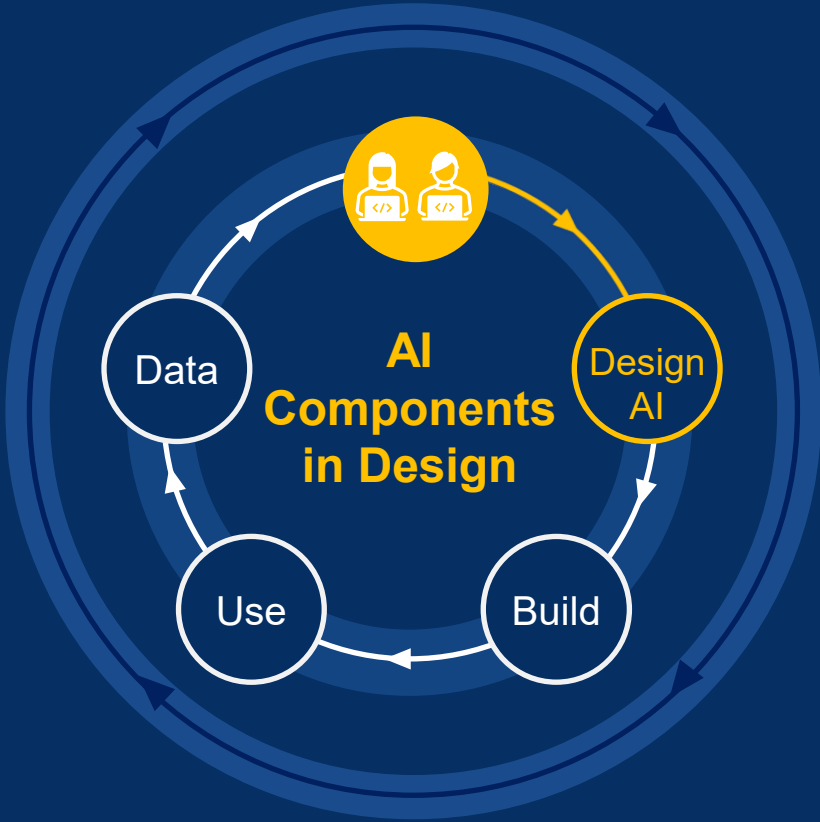 </>
</>
Data
AI
Components
in Design
Design
AI
Use
Build